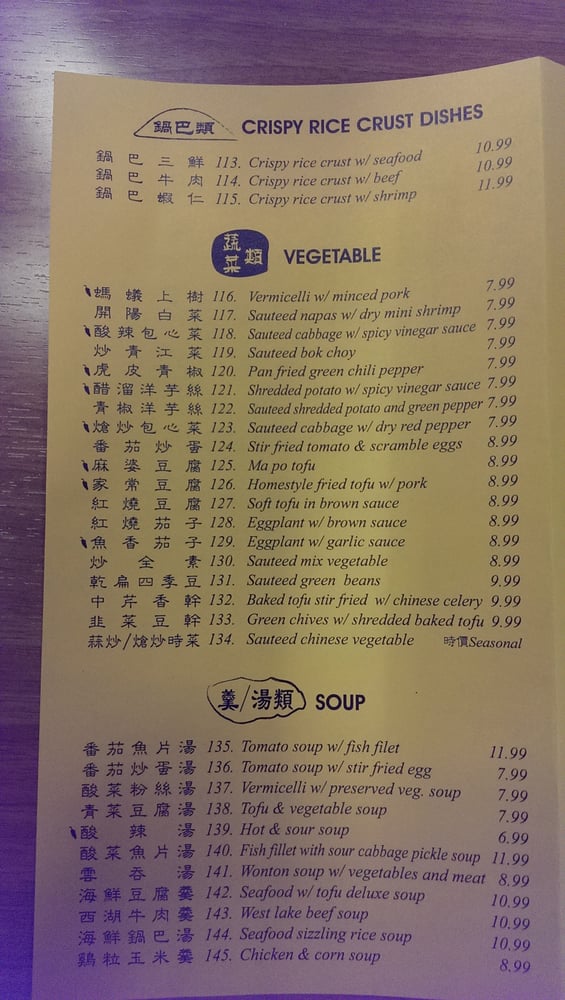 鍋巴類 CRISPY RICE CRUST DISHES
鍋巴三鮮 113. Crispy rice crust w/ seafood 10.99
鍋巴牛肉 114. Crispy rice crust w/ beef 10.99
鍋巴蝦仁 115. Crispy rice crust w/ shrimp 11.99
蔬菜類 VEGETABLE
螞蟻上樹 116. Vermicelli w/ minced pork 7.99
開陽白菜 117. Sauteed napas w/ dry mini shrimp 7.99
酸辣包心菜 118. Sauteed cabbage w/ spicy vinegar sauce 7.99
炒青江菜 119. Sauteed bok choy 7.99
虎皮青椒 120. Pan fried green chili pepper 7.99
醋溜洋芋絲 121. Shredded potato w/ spicy vinegar sauce 7.99
青椒洋芋絲 122. Sauteed shredded potato and green pepper 7.99
熗炒包心菜 123. Sauteed cabbage w/ dry red pepper 7.99
番茄炒蛋 124. Stir fried tomato & scramble eggs 8.99
麻婆豆腐 125. Ma po tofu 8.99
家常豆腐 126. Homestyle fried tofu w/ pork 8.99
紅燒豆腐 127. Soft tofu in brown sauce 8.99
紅燒茄子 128. Eggplant w/ brown sauce 8.99
魚香茄子 129. Eggplant w/ garlic sauce 8.99
炒全素 130. Sauteed mix vegetable 8.99
乾扁四季豆 131. Sauteed green beans 9.99
中芹香幹 132. Baked tofu stir fried w/ chinese celery 9.99
韭菜豆幹 133. Green chives w/ shredded baked tofu 9.99
蒜炒/熗炒時菜 134. Sauteed chinese vegetable 時價Seasonal
羹/湯類 SOUP
番茄魚片湯 135. Tomato soup w/ fish filet 11.99
番茄炒蛋湯 136. Tomato soup w/ stir fried egg 7.99
酸菜粉絲湯 137. Vermicelli w/ preserved veg. soup 7.99
青菜豆腐湯 138. Tofu & vegetable soup 7.99
酸辣湯 139. Hot & sour soup 6.99
酸菜魚片湯 140. Fish fillet with sour cabbage pickle soup 11.99
雲吞湯 141. Wonton soup w/ vegetables and meat 8.99
海鮮豆腐羹 142. Seafood w/ tofu deluxe soup 10.99
西湖牛肉羹 143. West lake beef soup 10.99
海鮮鍋巴湯 144. Seafood sizzling rice soup 10.99
鷄粒玉米羹 145. Chicken & corn soup 8.99